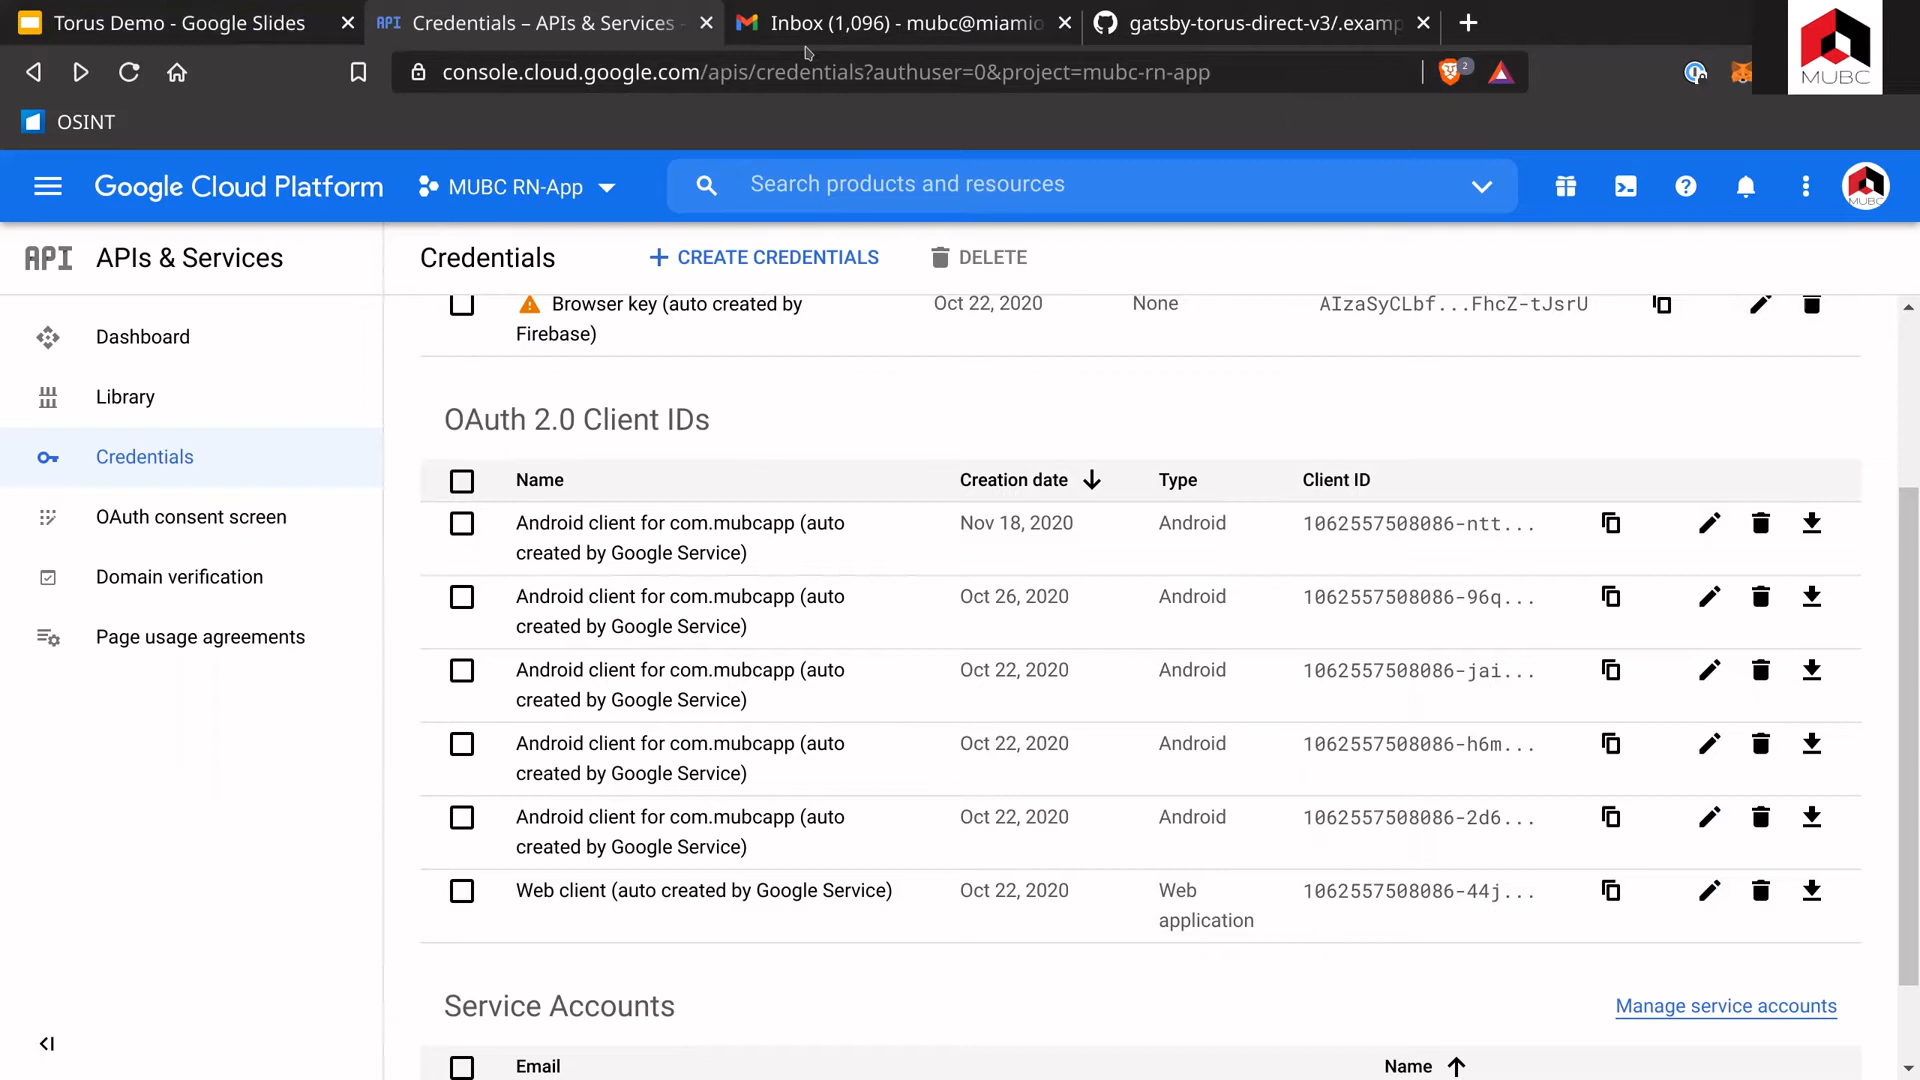 Torus Demo - Google Slides
API Credentials – APIs & Services -
Inbox (1,096) - mubc@miamio
gatsby-torus-direct-v3/.examp
console.cloud.google.com/apis/credentials?authuser=0&project=mubc-rn-app
2
MUBC
OSINT
Google Cloud Platform
MUBC RN-App
Search products and resources
MUBC
API APIs & Services
Credentials
CREATE CREDENTIALS
DELETE
Dashboard
Library
Credentials
OAuth consent screen
Domain verification
Page usage agreements
Browser key (auto created by Oct 22, 2020 None AIzaSyCLbf...FhcZ-tJsrU
Firebase)
OAuth 2.0 Client IDs
Name Creation date Type Client ID
Android client for com.mubcapp (auto Nov 18, 2020 Android 1062557508086-ntt...
created by Google Service)
Android client for com.mubcapp (auto Oct 26, 2020 Android 1062557508086-96q...
created by Google Service)
Android client for com.mubcapp (auto Oct 22, 2020 Android 1062557508086-jai...
created by Google Service)
Android client for com.mubcapp (auto Oct 22, 2020 Android 1062557508086-h6m...
created by Google Service)
Android client for com.mubcapp (auto Oct 22, 2020 Android 1062557508086-2d6...
created by Google Service)
Web client (auto created by Google Service) Oct 22, 2020 Web 1062557508086-44j...
application
Service Accounts
Manage service accounts
Email Name